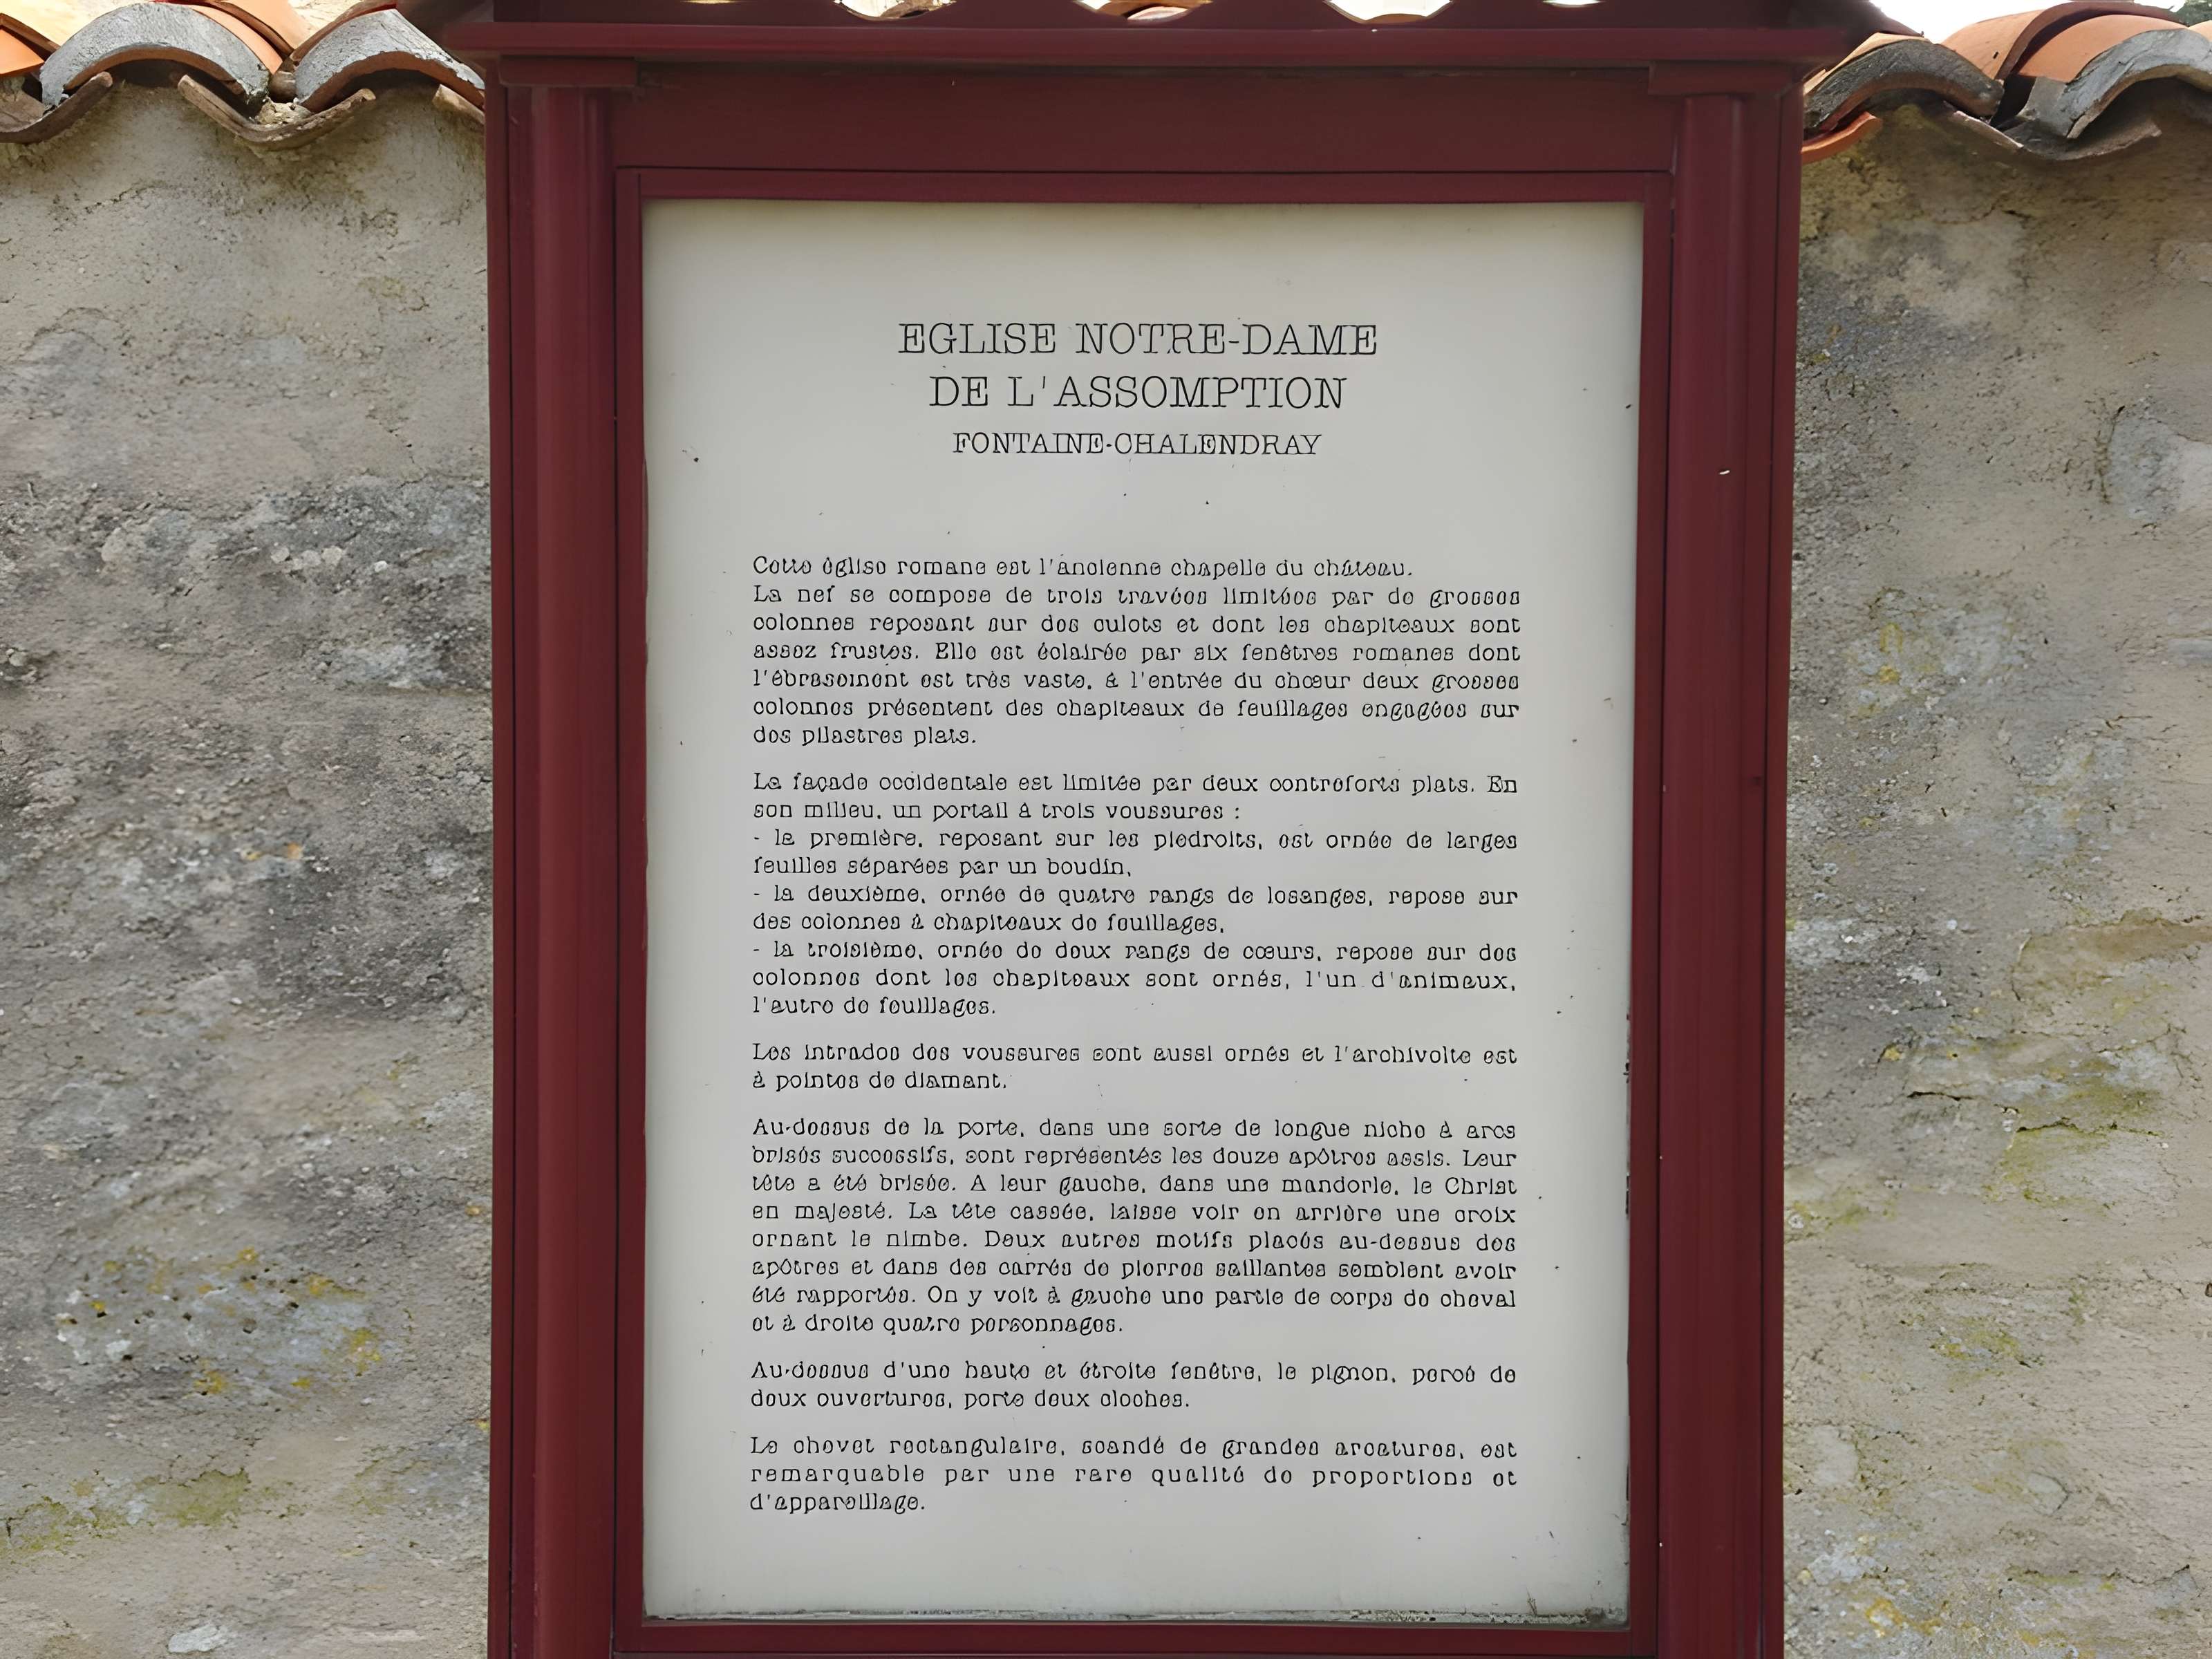 EGLISE NOTRE-DAME
DE L'ASSOMPTION
FONTAINE-CHALENDRAY
Cette église romane est l'ancienne chapelle du château.
La nef se compose de trois travées limitées par de grosses
colonnes reposant sur des culots et dont les chapiteaux sont
assez frustes. Elle est éclairée par six fenêtres romanes dont
l'ébrasement est très vaste, à l'entrée du chœur deux grosses
colonnes présentent des chapiteaux de feuillages engagées sur
des pilastres plats.
La façade occidentale est limitée par deux contreforts plats. En
son milieu, un portail à trois voussures :
- la première, reposant sur les piedroits, est ornée de larges
feuilles séparées par un boudin,
- la deuxième, ornée de quatre rangs de losanges, repose sur
des colonnes à chapiteaux de feuillages,
- la troisième, ornée de deux rangs de cœurs, repose sur des
colonnes dont les chapiteaux sont ornés, l'un d'animaux,
l'autre de feuillages.
Les intrados des voussures sont aussi ornés et l'archivolte est
à pointes de diamant.
Au-dessus de la porte, dans une sorte de longue niche à arcs
brisés successifs, sont représentés les douze apôtres assis. Leur
tête a été brisée. A leur gauche, dans une mandorle, le Christ
en majesté. La tête cassée, laisse voir en arrière une croix
ornant le nimbe. Deux autres motifs placés au-dessus des
apôtres et dans des carrés de pierres saillantes semblent avoir
été rapportés. On y voit à gauche une partie de corps de cheval
et à droite quatre personnages.
Au-dessus d'une haute et étroite fenêtre, le pignon, percé de
deux ouvertures, porte deux cloches.
Le chevet rectangulaire, scandé de grandes arcatures, est
remarquable par une rare qualité de proportions et
d'appareillage.